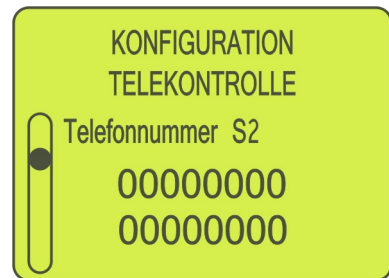 KONFIGURATION
TELEKONTROLLE
Telefonnummer S2
00000000
00000000